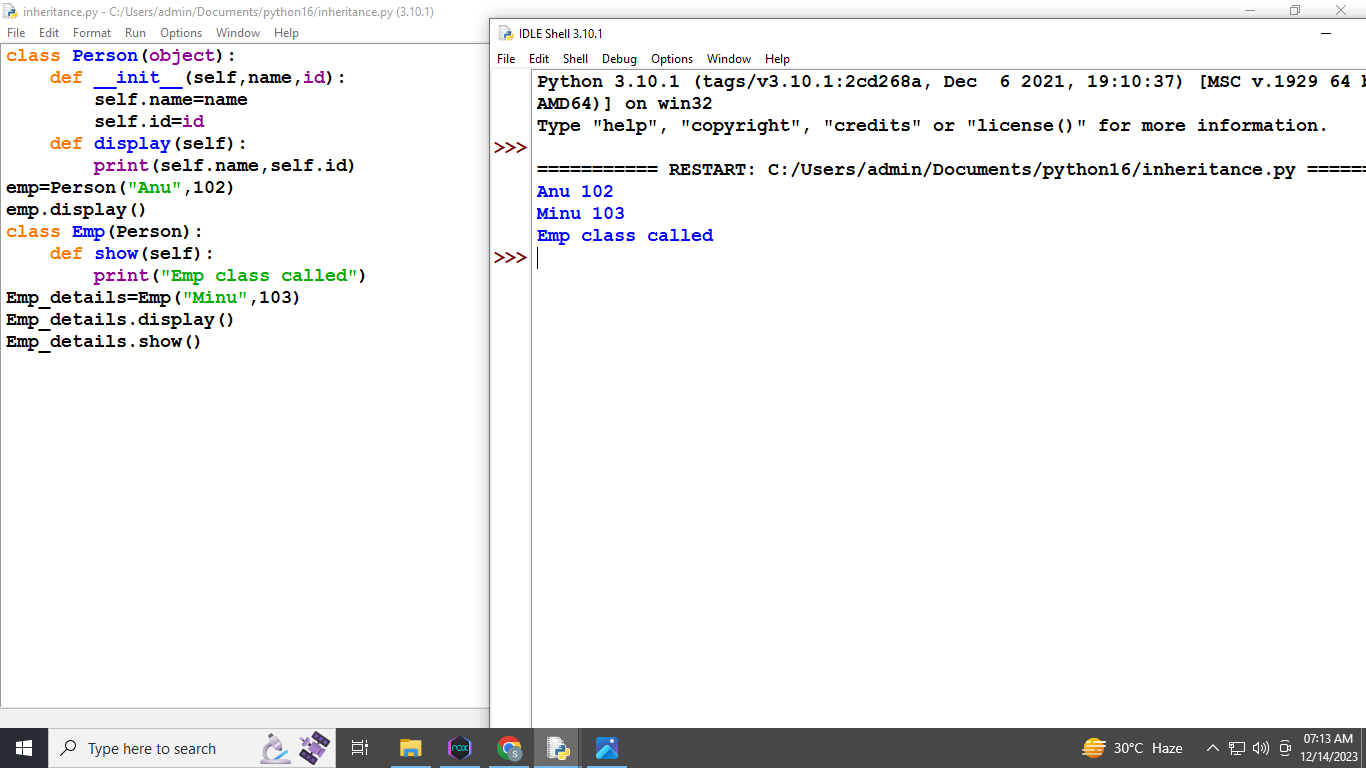 inheritance.py - C:/Users/admin/Documents/python16/inheritance.py (3.10.1)
File Edit Format Run Options Window Help
class Person(object):
    def __init__(self,name,id):
        self.name=name
        self.id=id
    def display(self):
        print(self.name,self.id)
emp=Person("Anu",102)
emp.display()
class Emp(Person):
    def show(self):
        print("Emp class called")
Emp_details=Emp("Minu",103)
Emp_details.display()
Emp_details.show()
IDLE Shell 3.10.1
File Edit Shell Debug Options Window Help
Python 3.10.1 (tags/v3.10.1:2cd268a, Dec  6 2021, 19:10:37) [MSC v.1929 64
AMD64)] on win32
Type "help", "copyright", "credits" or "license()" for more information.
>>>
=========== RESTART: C:/Users/admin/Documents/python16/inheritance.py ======
Anu 102
Minu 103
Emp class called
>>>
Type here to search
nox
S
30°C Haze
07:13 AM
12/14/2023